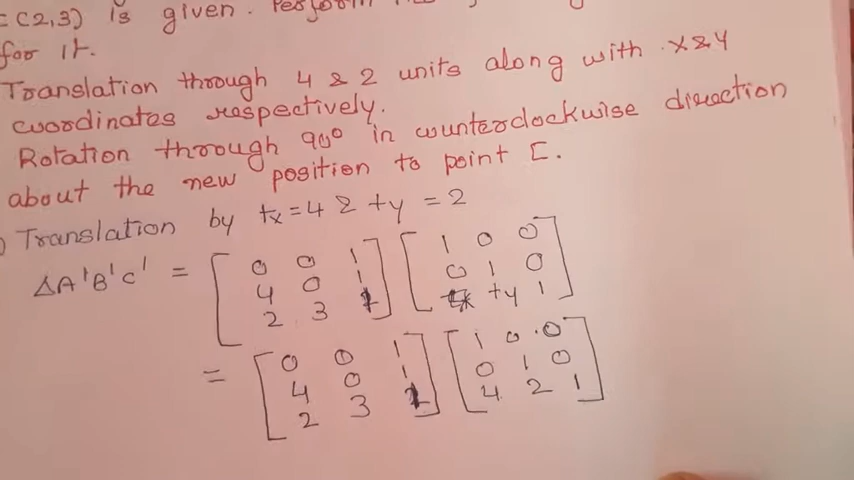 =C(2,3) is given. Perform
for it.
Translation through 4 & 2 units along with X & Y
cuordinates respectively.
Rotation through 90° in counterclockwise direction
about the new position to point C.
) Translation by tx = 4 & ty = 2
ΔA'B'C' = [ 0 0 1 ] [ 1 0 0 ]
4 0 1 0 1 0
2 3 1 tx ty 1
= [ 0 0 1 ] [ 1 0 0 ]
4 0 1 0 1 0
2 3 1 4 2 1